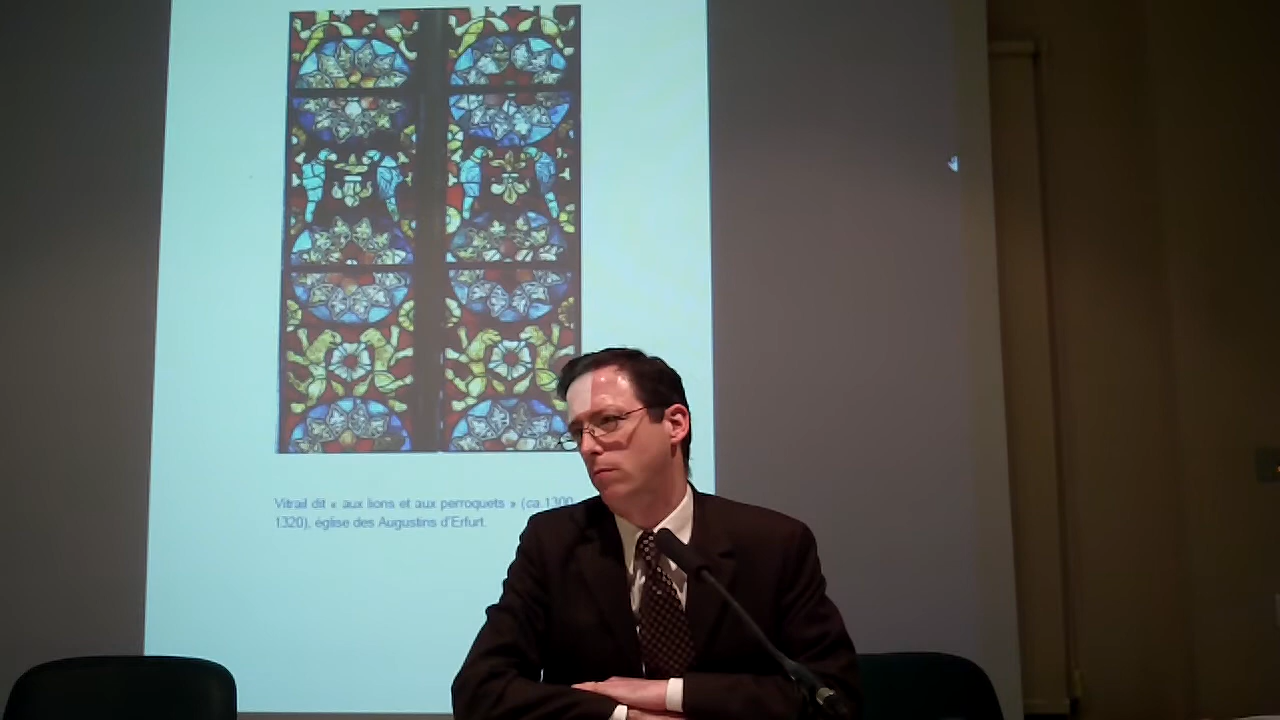 Vitrail dit « aux lions et aux perroquets » (ca.1300-
1320), église des Augustins d'Erfurt.